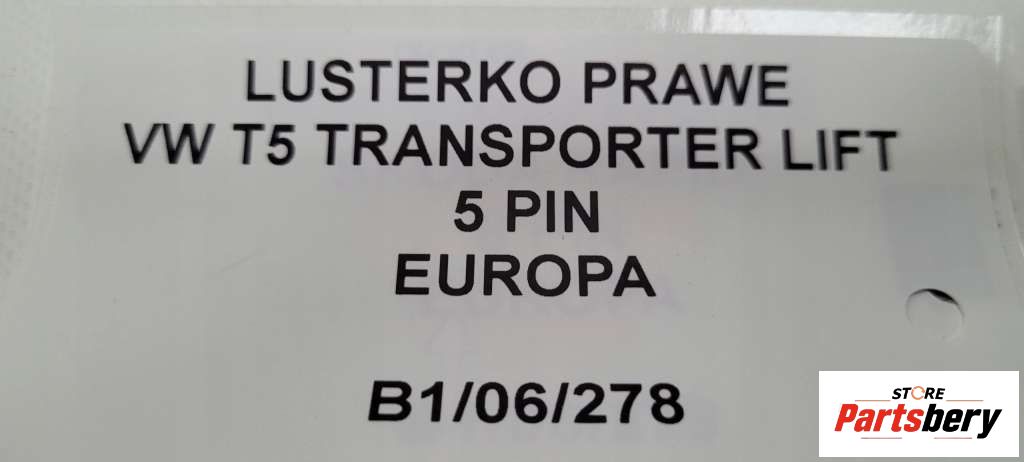 LUSTERKO PRAWE
VW T5 TRANSPORTER LIFT
5 PIN
EUROPA
B1/06/278
STORE
Partsbery